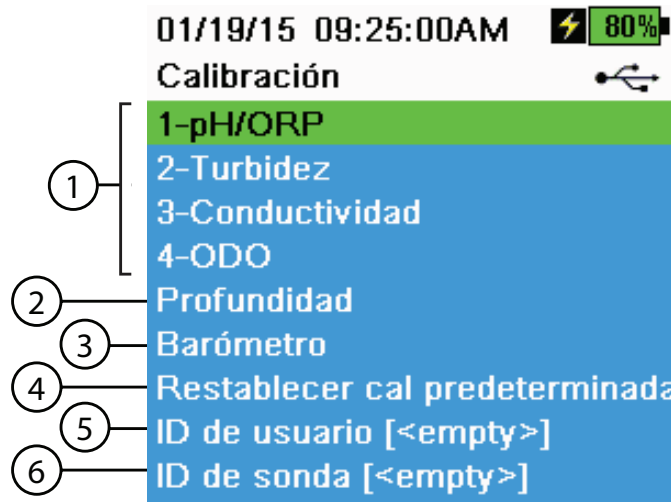 01/19/15 09:25:00AM 80%
Calibración
1-pH/ORP
1
2-Turbidez
3-Conductividad
4-ODO
2 Profundidad
3 Barómetro
4 Restablecer cal predeterminada
5 ID de usuario [<empty>]
6 ID de sonda [<empty>]